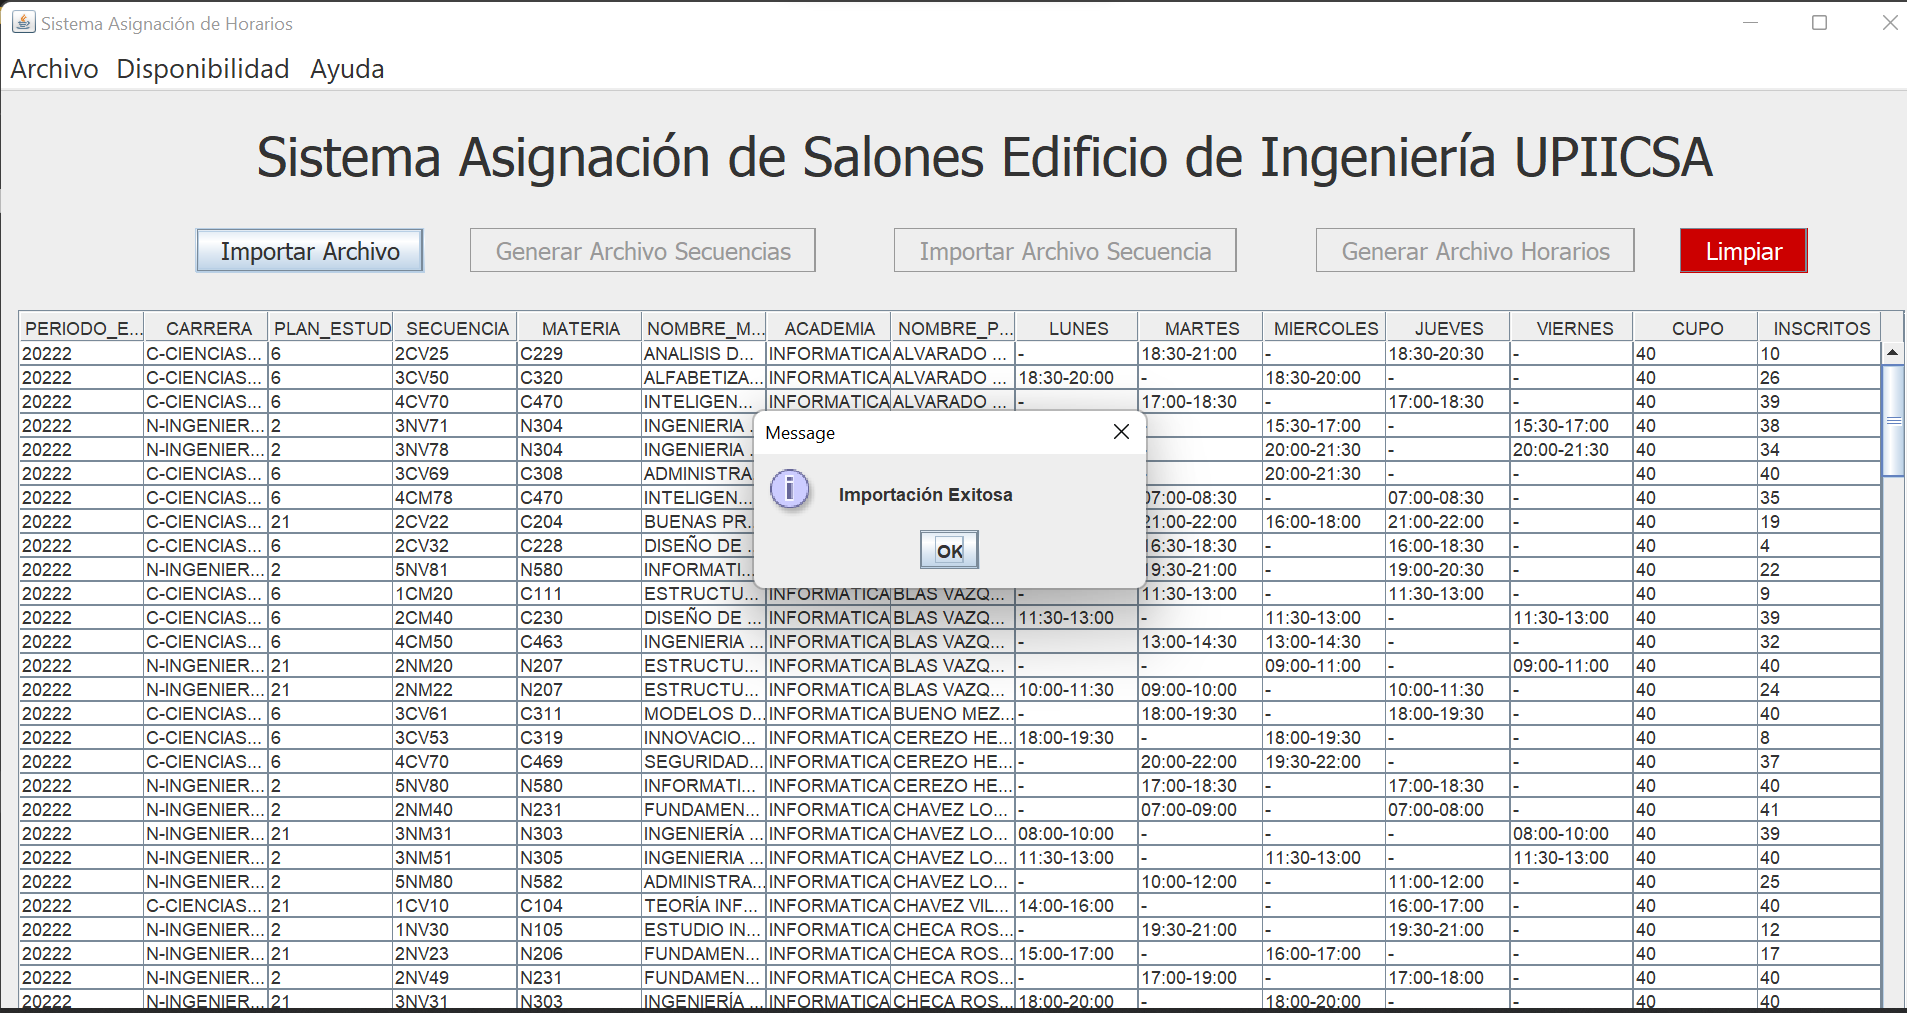 Sistema Asignación de Horarios
Archivo Disponibilidad Ayuda
Sistema Asignación de Salones Edificio de Ingeniería UPIICSA
Importar Archivo Generar Archivo Secuencias Importar Archivo Secuencia Generar Archivo Horarios Limpiar
PERIODO_E... CARRERA PLAN_ESTUD SECUENCIA MATERIA NOMBRE_M... ACADEMIA NOMBRE_P... LUNES MARTES MIERCOLES JUEVES VIERNES CUPO INSCRITOS
20222 C-CIENCIAS... 6 2CV25 C229 ANALISIS D... INFORMATICA ALVARADO ... - 18:30-21:00 - 18:30-20:30 - 40 10
20222 C-CIENCIAS... 6 3CV50 C320 ALFABETIZA... INFORMATICA ALVARADO ... 18:30-20:00 - 18:30-20:00 - - 40 26
20222 C-CIENCIAS... 6 4CV70 C470 INTELIGEN... INFORMATICA ALVARADO ... - 17:00-18:30 - 17:00-18:30 - 40 39
20222 N-INGENIER... 2 3NV71 N304 INGENIERIA 15:30-17:00 - 15:30-17:00 40 38
20222 N-INGENIER... 2 3NV78 N304 INGENIERIA 20:00-21:30 - 20:00-21:30 40 34
20222 C-CIENCIAS... 6 3CV69 C308 ADMINISTRA 20:00-21:30 - - 40 40
20222 C-CIENCIAS... 6 4CM78 C470 INTELIGEN... 07:00-08:30 - 07:00-08:30 - 40 35
20222 C-CIENCIAS... 21 2CV22 C204 BUENAS PR. 21:00-22:00 16:00-18:00 21:00-22:00 - 40 19
20222 C-CIENCIAS... 6 2CV32 C228 DISEÑO DE . 16:30-18:30 - 16:00-18:30 - 40 4
20222 N-INGENIER... 2 5NV81 N580 INFORMATI... 19:30-21:00 - 19:00-20:30 - 40 22
Message
Importación Exitosa
OK
20222 C-CIENCIAS... 6 1CM20 C111 ESTRUCTU... INFORMATICA BLAS VAZQ... - 11:30-13:00 - 11:30-13:00 - 40 9
20222 C-CIENCIAS... 6 2CM40 C230 DISEÑO DE ... INFORMATICA BLAS VAZQ... 11:30-13:00 - 11:30-13:00 - 11:30-13:00 40 39
20222 C-CIENCIAS... 6 4CM50 C463 INGENIERIA ... INFORMATICA BLAS VAZQ... - 13:00-14:30 13:00-14:30 - - 40 32
20222 N-INGENIER... 21 2NM20 N207 ESTRUCTU... INFORMATICA BLAS VAZQ... - - 09:00-11:00 - 09:00-11:00 40 40
20222 N-INGENIER... 21 2NM22 N207 ESTRUCTU... INFORMATICA BLAS VAZQ... 10:00-11:30 09:00-10:00 - 10:00-11:30 - 40 24
20222 C-CIENCIAS... 6 3CV61 C311 MODELOS D... INFORMATICA BUENO MEZ... - 18:00-19:30 - 18:00-19:30 - 40 40
20222 C-CIENCIAS... 6 3CV53 C319 INNOVACIO... INFORMATICA CEREZO HE... 18:00-19:30 - 18:00-19:30 - - 40 8
20222 C-CIENCIAS... 6 4CV70 C469 SEGURIDAD... INFORMATICA CEREZO HE... - 20:00-22:00 19:30-22:00 - - 40 37
20222 N-INGENIER... 2 5NV80 N580 INFORMATI... INFORMATICA CEREZO HE... - 17:00-18:30 - 17:00-18:30 - 40 40
20222 N-INGENIER... 2 2NM40 N231 FUNDAMEN... INFORMATICA CHAVEZ LO... - 07:00-09:00 - 07:00-08:00 - 40 41
20222 N-INGENIER... 21 3NM31 N303 INGENIERÍA ... INFORMATICA CHAVEZ LO... 08:00-10:00 - - - 08:00-10:00 40 39
20222 N-INGENIER... 2 3NM51 N305 INGENIERIA ... INFORMATICA CHAVEZ LO... 11:30-13:00 - 11:30-13:00 - 11:30-13:00 40 40
20222 N-INGENIER... 2 5NM80 N582 ADMINISTRA... INFORMATICA CHAVEZ LO... - 10:00-12:00 - 11:00-12:00 - 40 25
20222 C-CIENCIAS... 21 1CV10 C104 TEORÍA INF... INFORMATICA CHAVEZ VIL... 14:00-16:00 - - 16:00-17:00 - 40 40
20222 N-INGENIER... 2 1NV30 N105 ESTUDIO IN... INFORMATICA CHECA ROS... - 19:30-21:00 - 19:30-21:00 - 40 12
20222 N-INGENIER... 21 2NV23 N206 FUNDAMEN... INFORMATICA CHECA ROS... 15:00-17:00 - 16:00-17:00 - - 40 17
20222 N-INGENIER... 2 2NV49 N231 FUNDAMEN... INFORMATICA CHECA ROS... - 17:00-19:00 - 17:00-18:00 - 40 40
20222 N-INGENIER... 21 3NV31 N303 INGENIERÍA ... INFORMATICA CHECA ROS... 18:00-20:00 - 18:00-20:00 - - 40 40